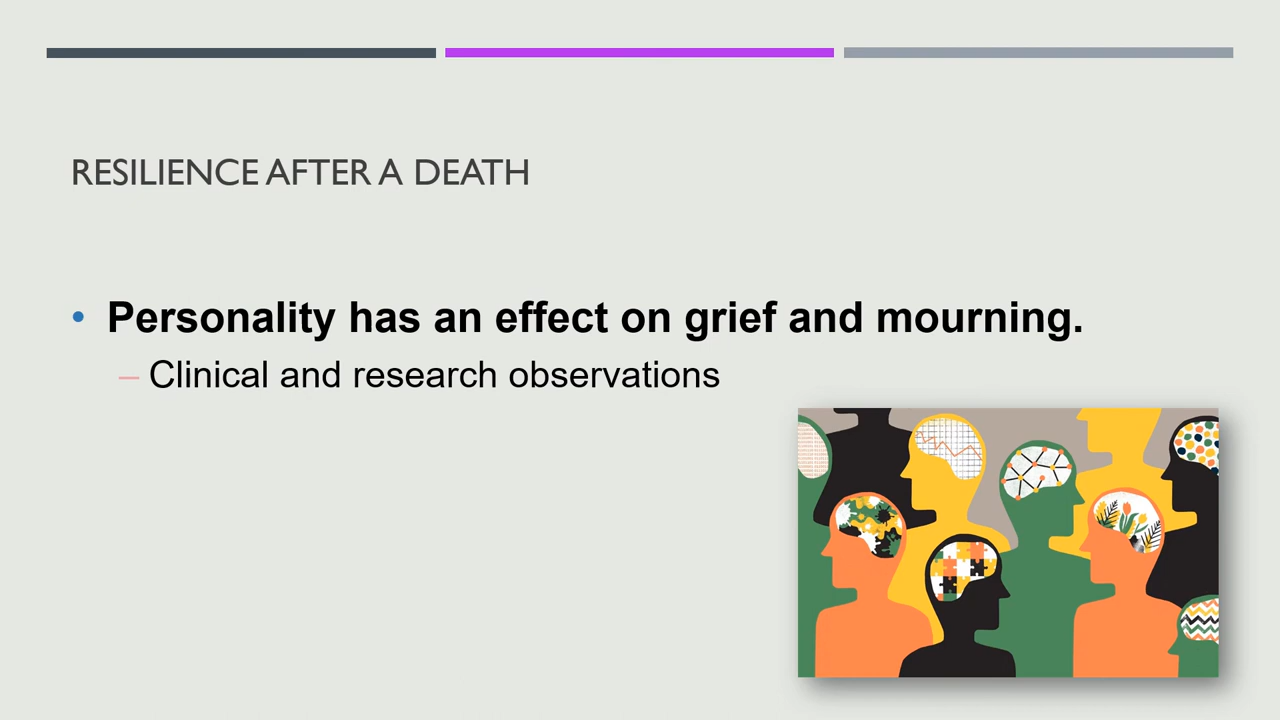 RESILIENCE AFTER A DEATH
• Personality has an effect on grief and mourning.
– Clinical and research observations